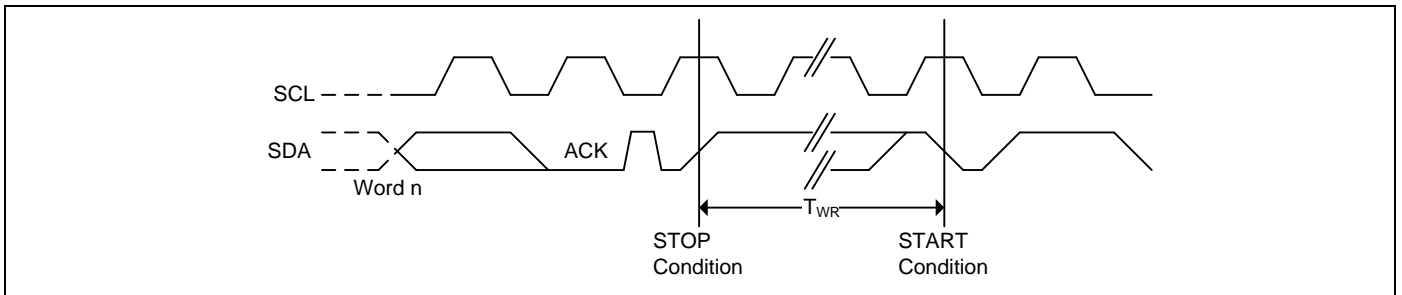 SCL
SDA
ACK
Word n
TWR
STOP
Condition
START
Condition